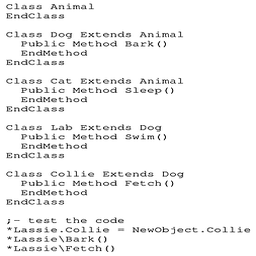 Class Animal
EndClass
Class Dog Extends Animal
Public Method Bark()
EndMethod
EndClass
Class Cat Extends Animal
Public Method Sleep()
EndMethod
EndClass
Class Lab Extends Dog
Public Method Swim()
EndMethod
EndClass
Class Collie Extends Dog
Public Method Fetch()
EndMethod
EndClass
;- test the code
*Lassie.Collie = NewObject.Collie
*Lassie\Bark()
*Lassie\Fetch()